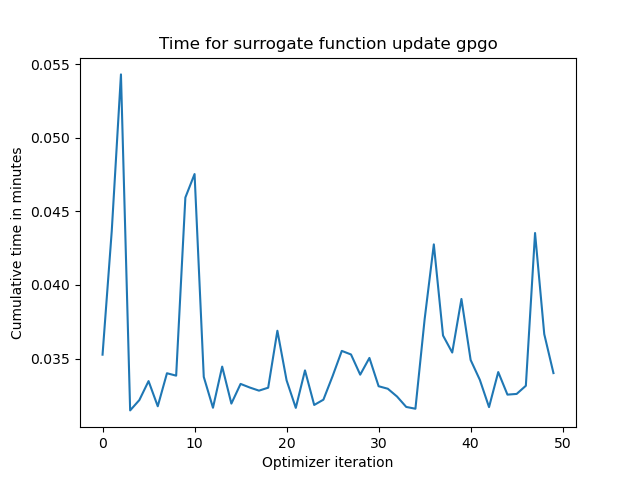 Time for surrogate function update gpgo
0.055
0.050
0.045
0.040
0.035
Cumulative time in minutes
0 10 20 30 40 50
Optimizer iteration